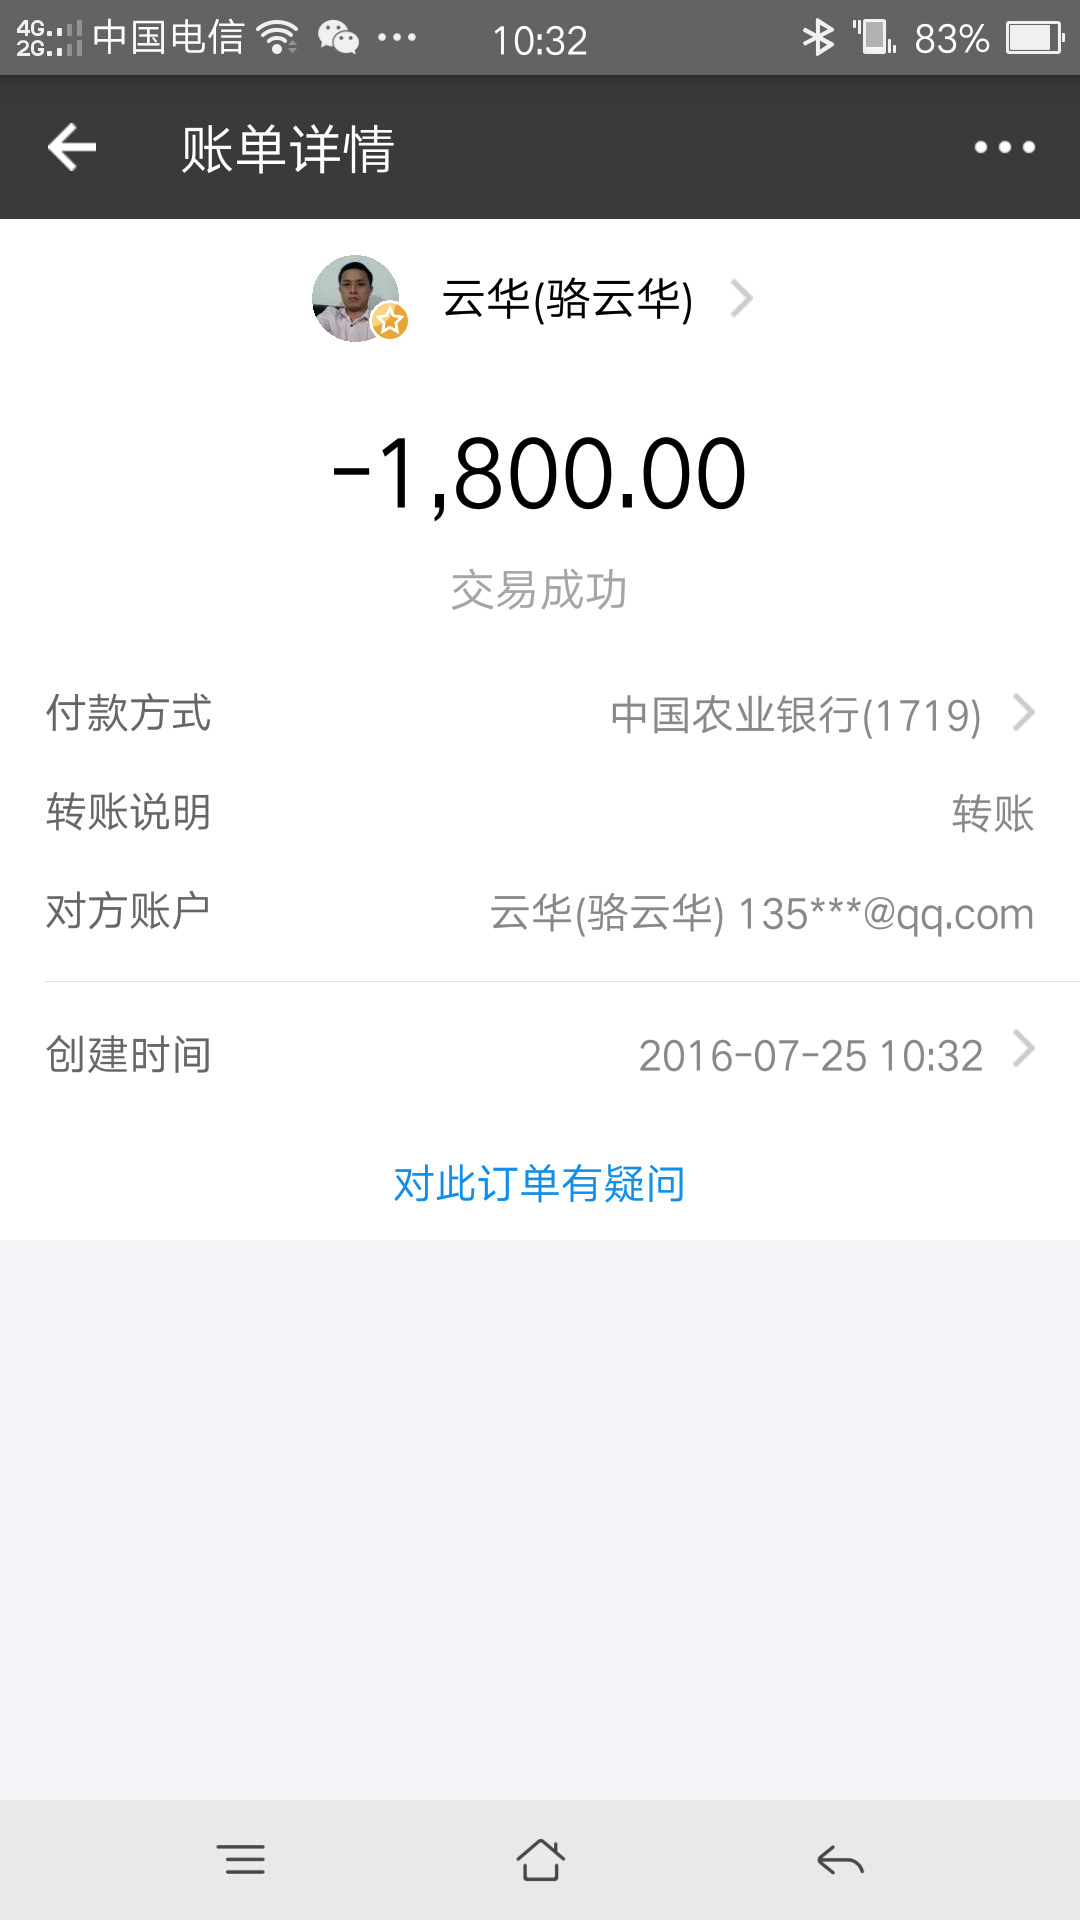 4G 2G 中国电信 10:32 83%
账单详情
云华(骆云华)
-1,800.00
交易成功
付款方式 中国农业银行(1719)
转账说明 转账
对方账户 云华(骆云华) 135***@qq.com
创建时间 2016-07-25 10:32
对此订单有疑问